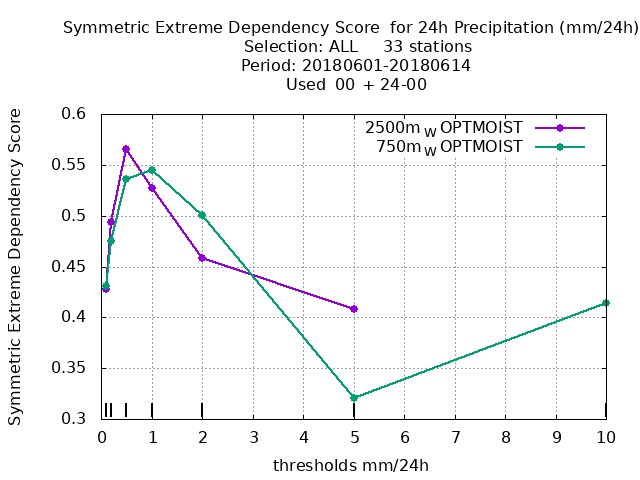 Symmetric Extreme Dependency Score  for 24h Precipitation (mm/24h)
Selection: ALL     33 stations
Period: 20180601-20180614
Used  00 + 24-00
2500m W OPTMOIST
750m W OPTMOIST
Symmetric Extreme Dependency Score
0.6
0.55
0.5
0.45
0.4
0.35
0.3
0 1 2 3 4 5 6 7 8 9 10
thresholds mm/24h